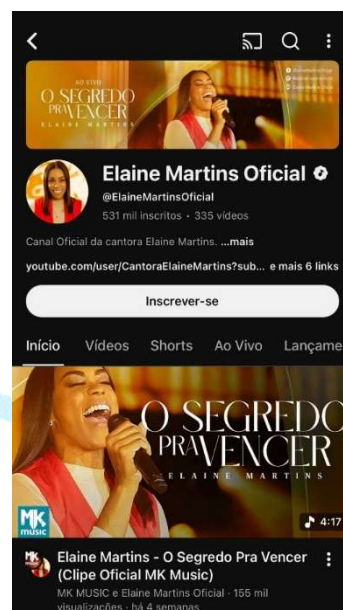 AO VIVO
O SEGREDO
PRA VENCER
ELAINE MARTINS
Elaine Martins Oficial
@ElaineMartinsOficial
531 mil inscritos • 335 vídeos
Canal Oficial da cantora Elaine Martins. ...mais
youtube.com/user/CantoraElaineMartins?sub... e mais 6 links
Inscrever-se
Início Vídeos Shorts Ao Vivo Lançame
O SEGREDO
PRA VENCER
ELAINE MARTINS
MK
music
4:17
MK
Elaine Martins - O Segredo Pra Vencer
(Clipe Oficial MK Music)
MK MUSIC e Elaine Martins Oficial · 155 mil
visualizações · há 4 semanas